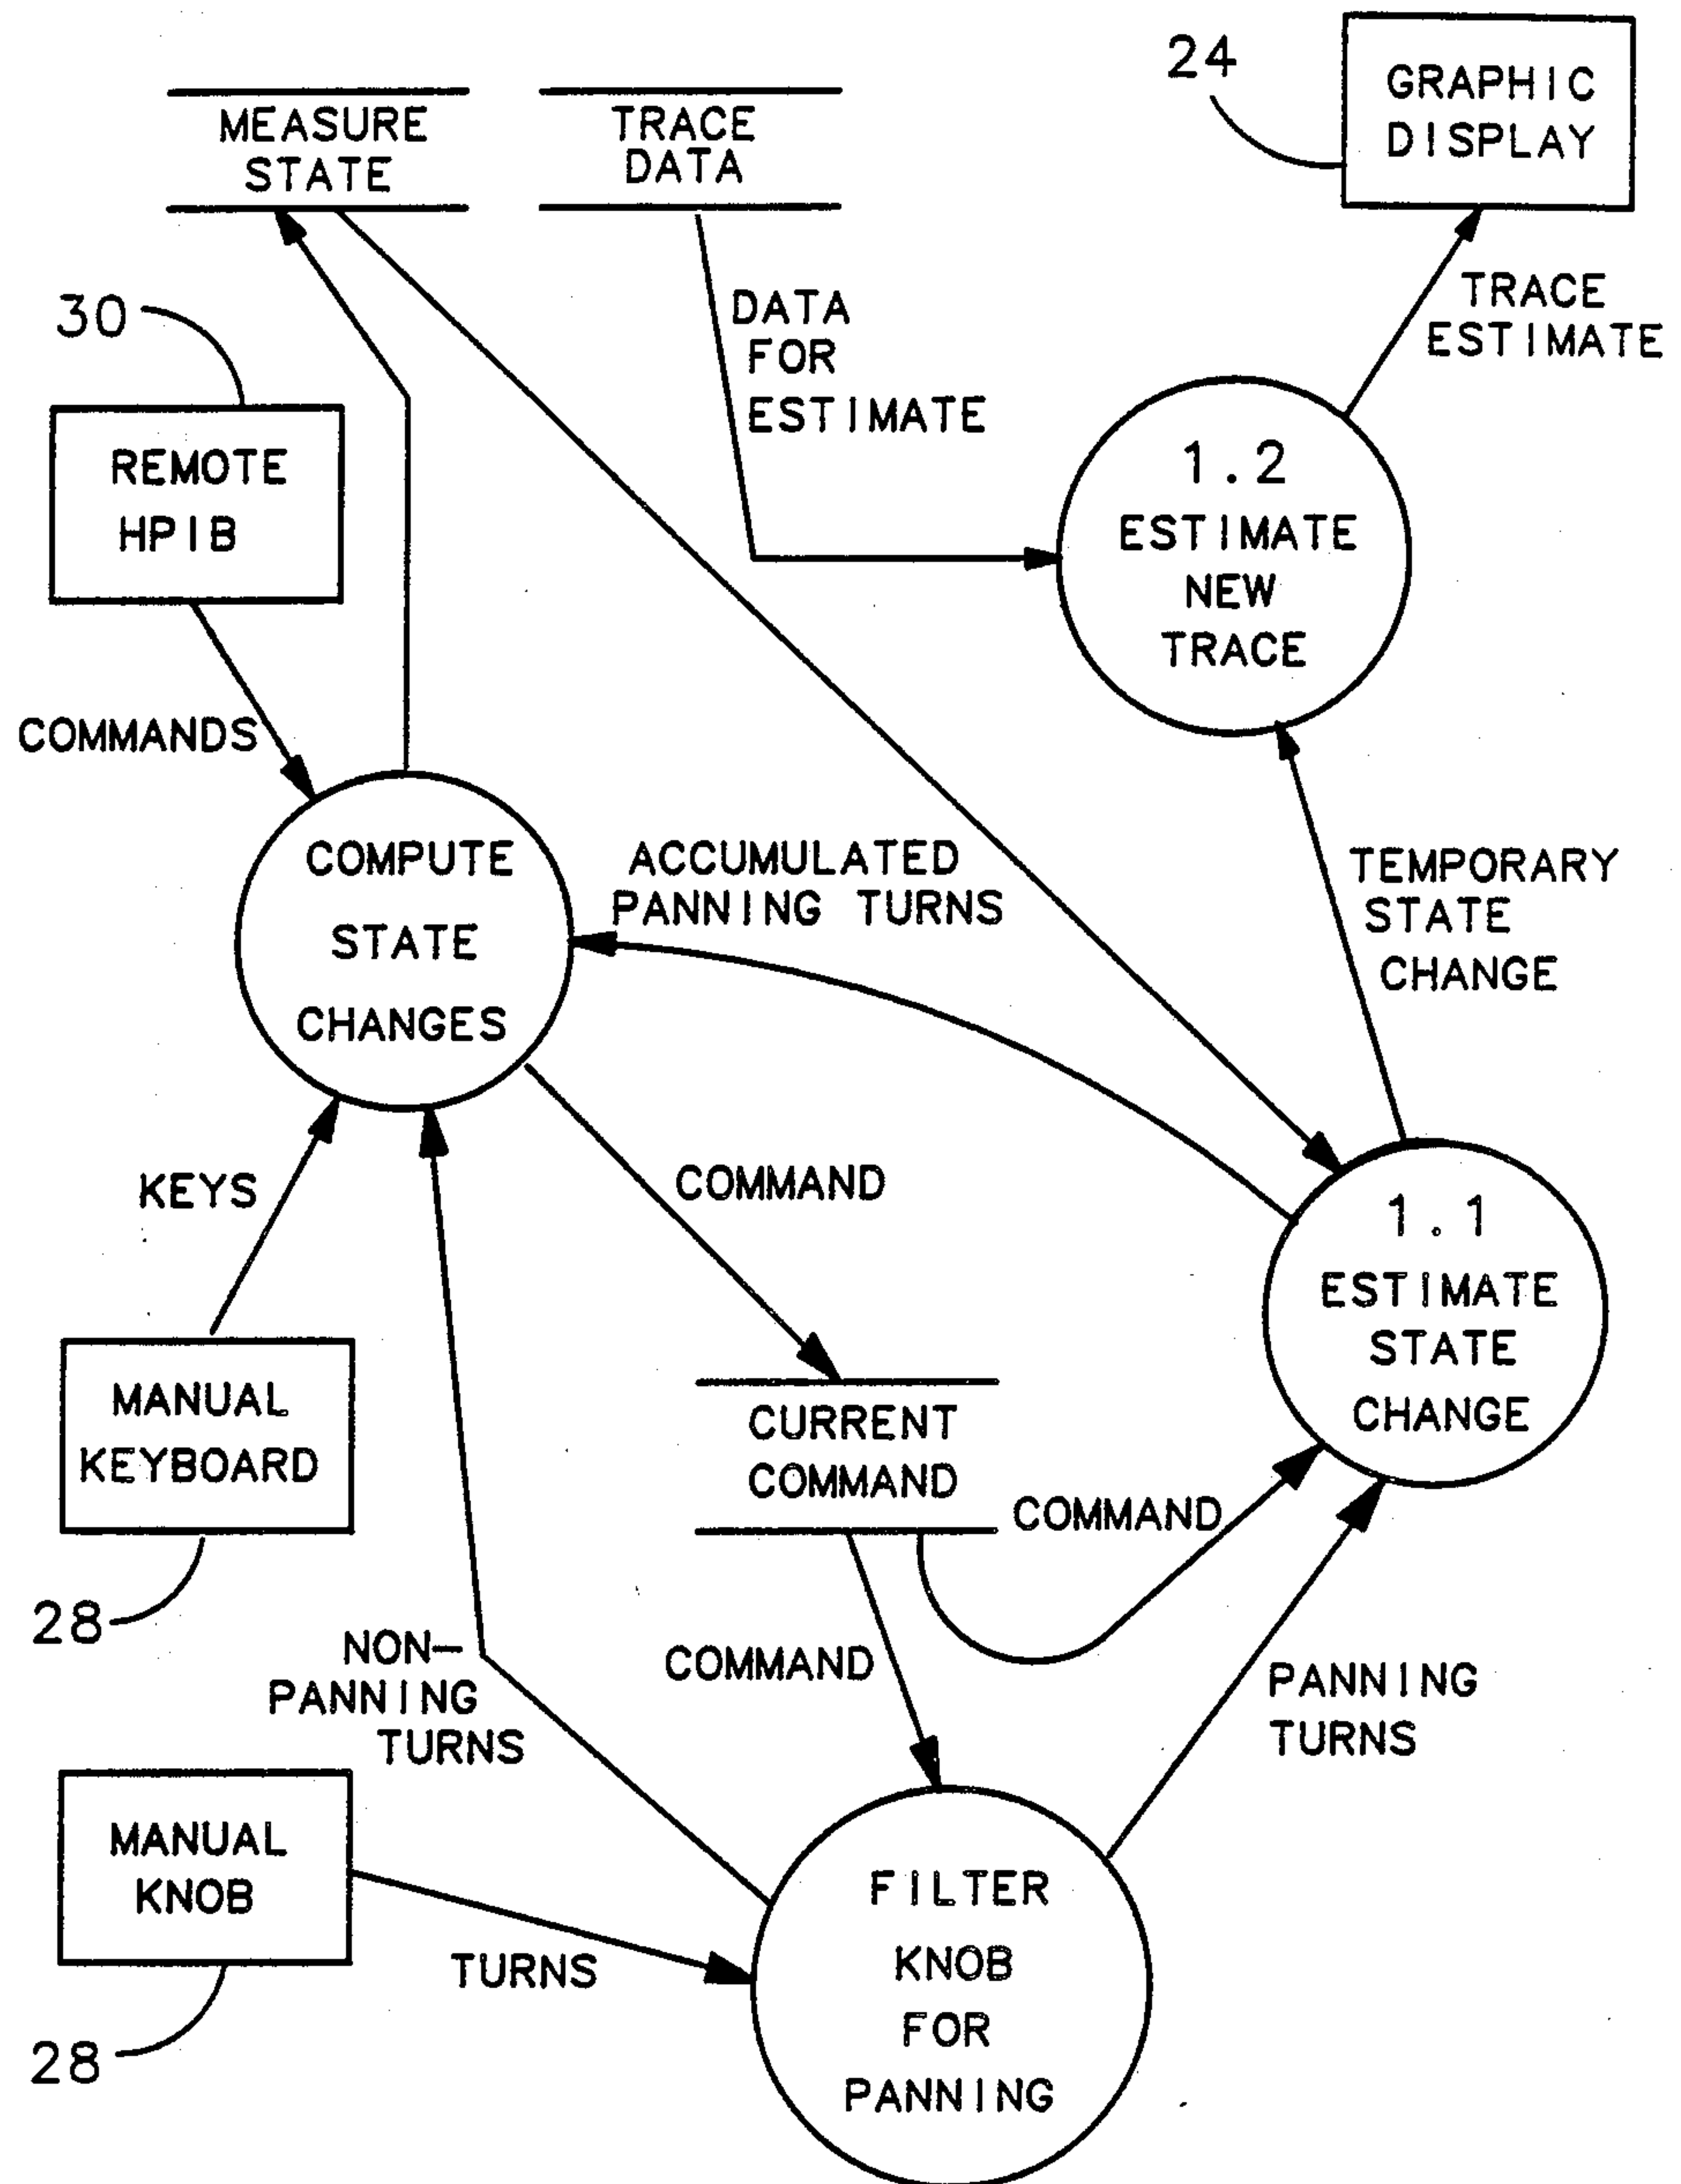 24
GRAPHIC
DISPLAY
MEASURE
STATE
TRACE
DATA
30
DATA
FOR
ESTIMATE
TRACE
ESTIMATE
REMOTE
HPIB
1.2
ESTIMATE
NEW
TRACE
COMMANDS
COMPUTE
STATE
CHANGES
ACCUMULATED
PANNING TURNS
TEMPORARY
STATE
CHANGE
KEYS
COMMAND
1.1
ESTIMATE
STATE
CHANGE
MANUAL
KEYBOARD
28
CURRENT
COMMAND
COMMAND
COMMAND
NON-
PANNING
TURNS
PANNING
TURNS
MANUAL
KNOB
28
TURNS
FILTER
KNOB
FOR
PANNING